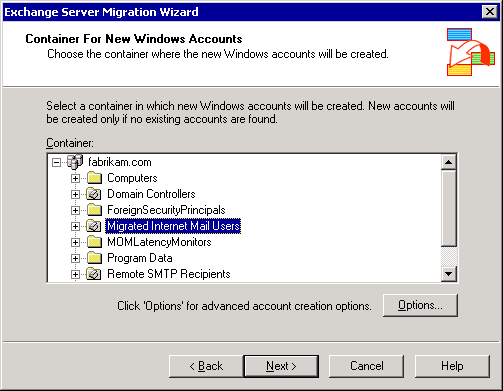 Exchange Server Migration Wizard
Container For New Windows Accounts
Choose the container where the new Windows accounts will be created.
Select a container in which new Windows accounts will be created. New accounts will
be created only if no existing accounts are found.
Container:
fabrikam.com
Computers
Domain Controllers
ForeignSecurityPrincipals
Migrated Internet Mail Users
MOMLatencyMonitors
Program Data
Remote SMTP Recipients
Click 'Options' for advanced account creation options.
Options...
< Back
Next >
Cancel
Help